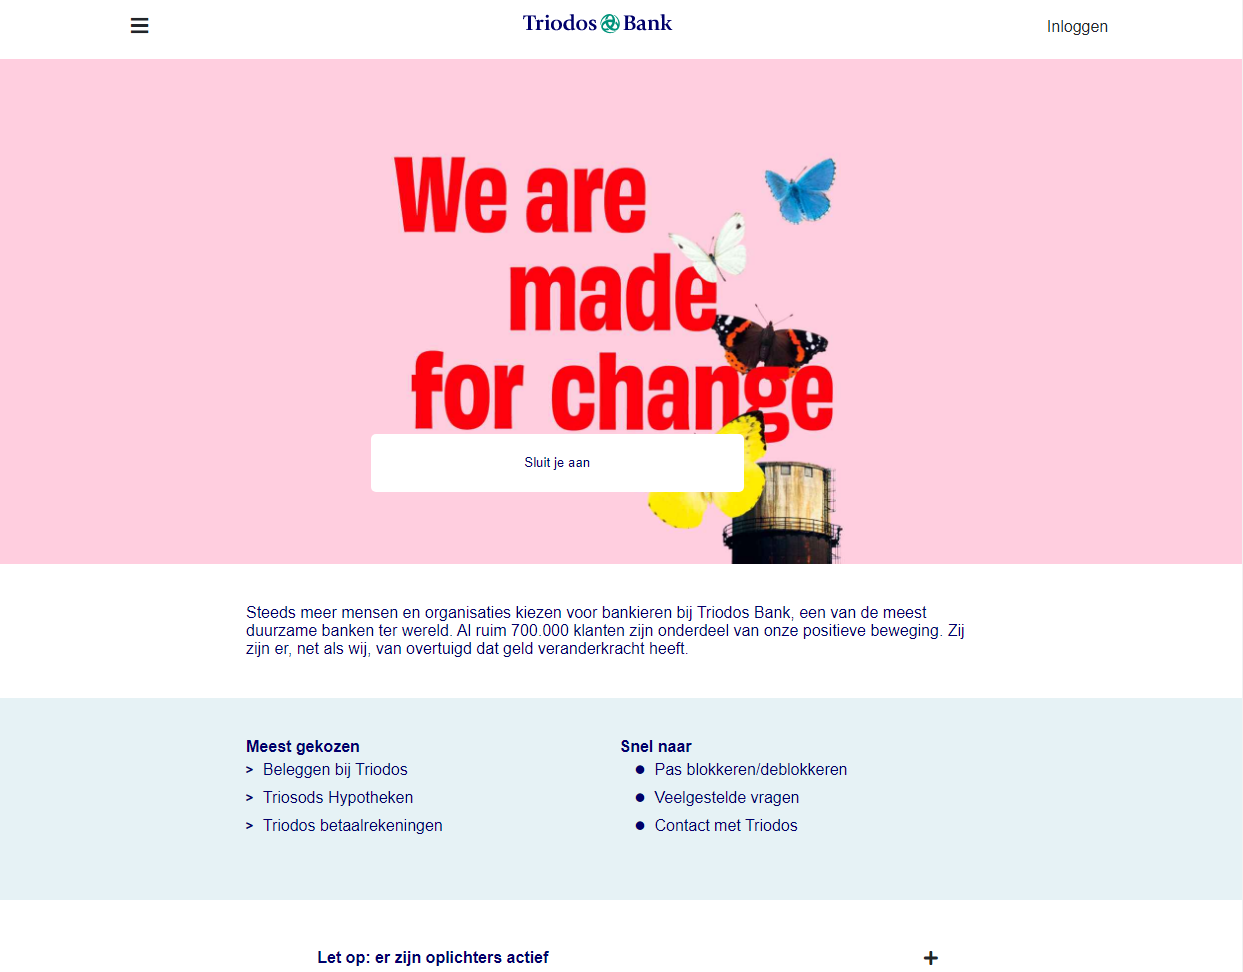 Triodos Bank
Inloggen
We are
made
for change
Sluit je aan
Steeds meer mensen en organisaties kiezen voor bankieren bij Triodos Bank, een van de meest
duurzame banken ter wereld. Al ruim 700.000 klanten zijn onderdeel van onze positieve beweging. Zij
zijn er, net als wij, van overtuigd dat geld veranderkracht heeft.
Meest gekozen
> Beleggen bij Triodos
> Triosods Hypotheken
> Triodos betaalrekeningen
Snel naar
● Pas blokkeren/deblokkeren
● Veelgestelde vragen
● Contact met Triodos
Let op: er zijn oplichters actief +